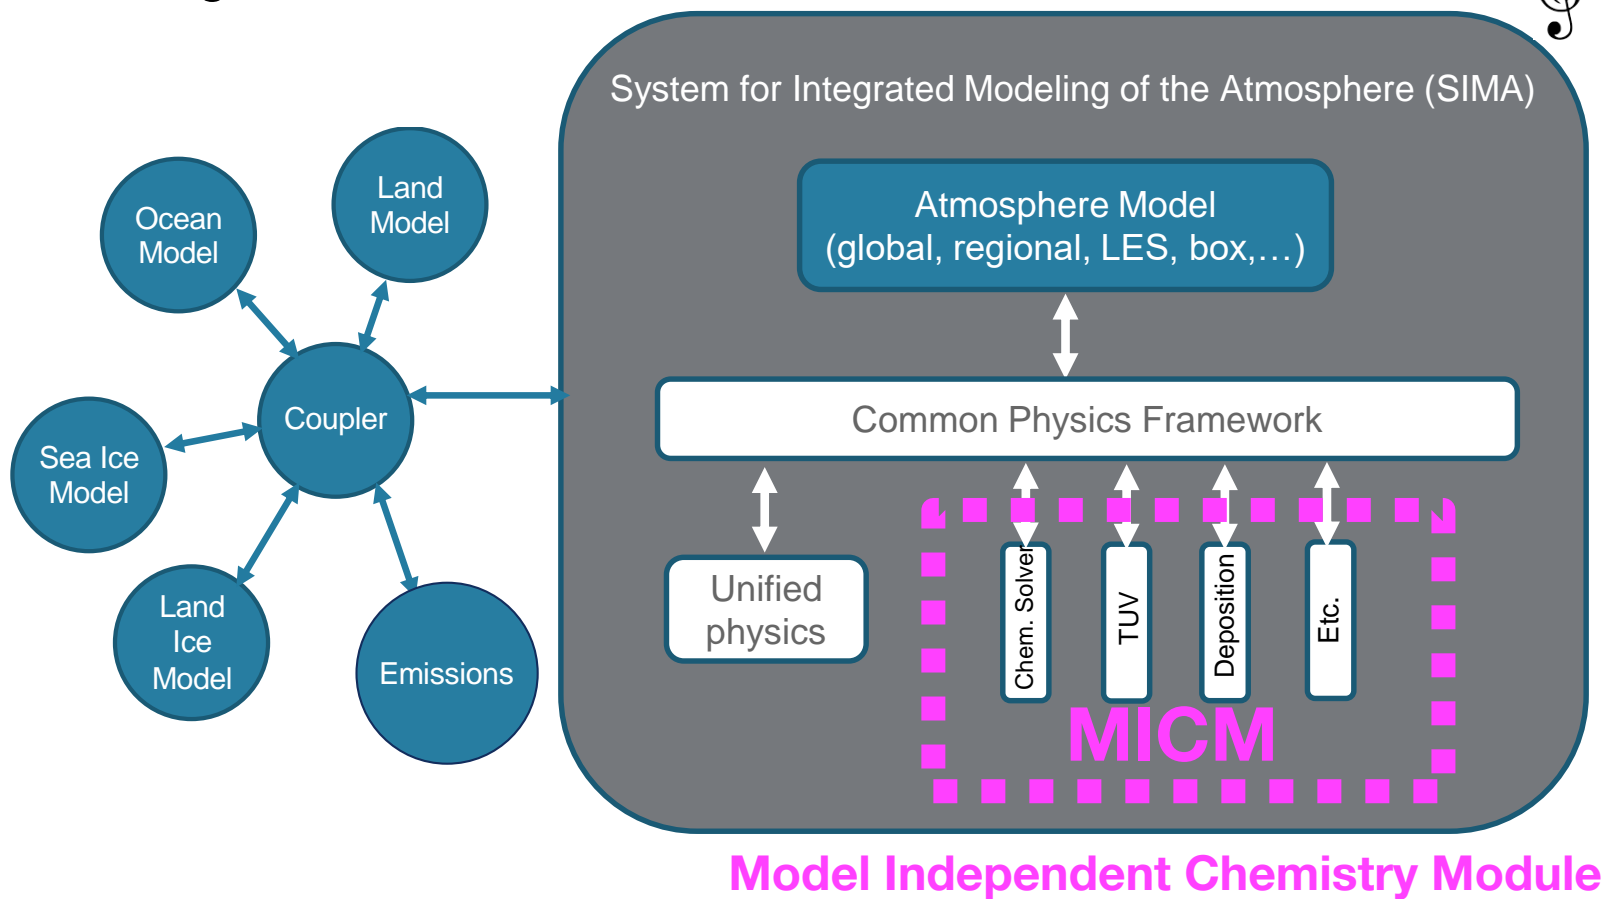 System for Integrated Modeling of the Atmosphere (SIMA)
Atmosphere Model
(global, regional, LES, box,…)
Land
Model
Ocean
Model
Coupler
Sea Ice
Model
Land
Ice
Model
Emissions
Common Physics Framework
Unified
physics
Chem. Solver
TUV
Deposition
Etc.
MICM
Model Independent Chemistry Module